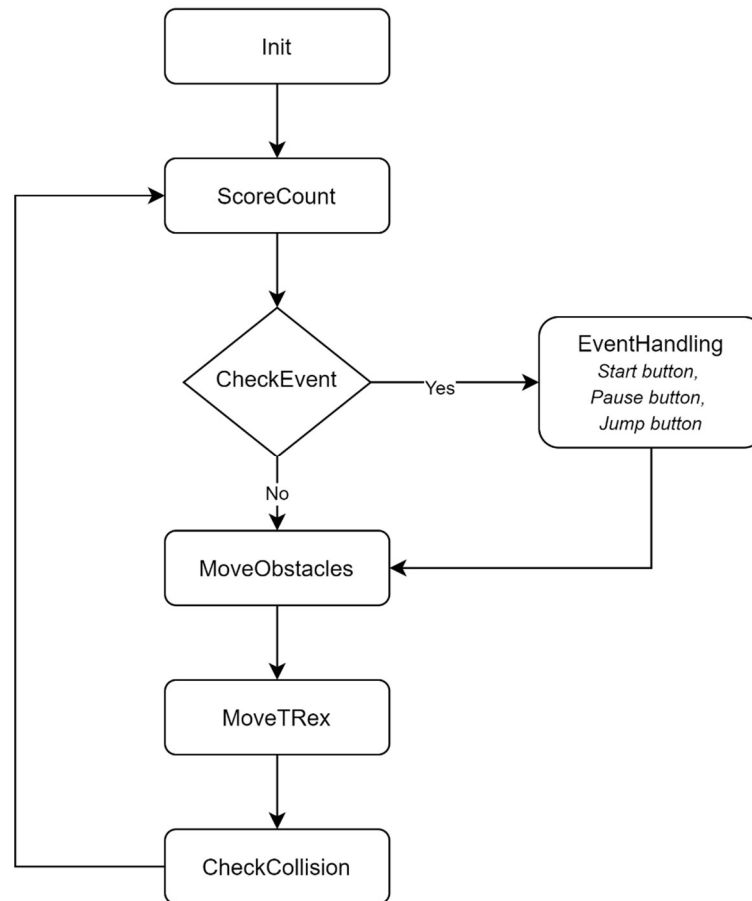 Init
ScoreCount
CheckEvent
Yes
EventHandling
Start button,
Pause button,
Jump button
No
MoveObstacles
MoveTRex
CheckCollision